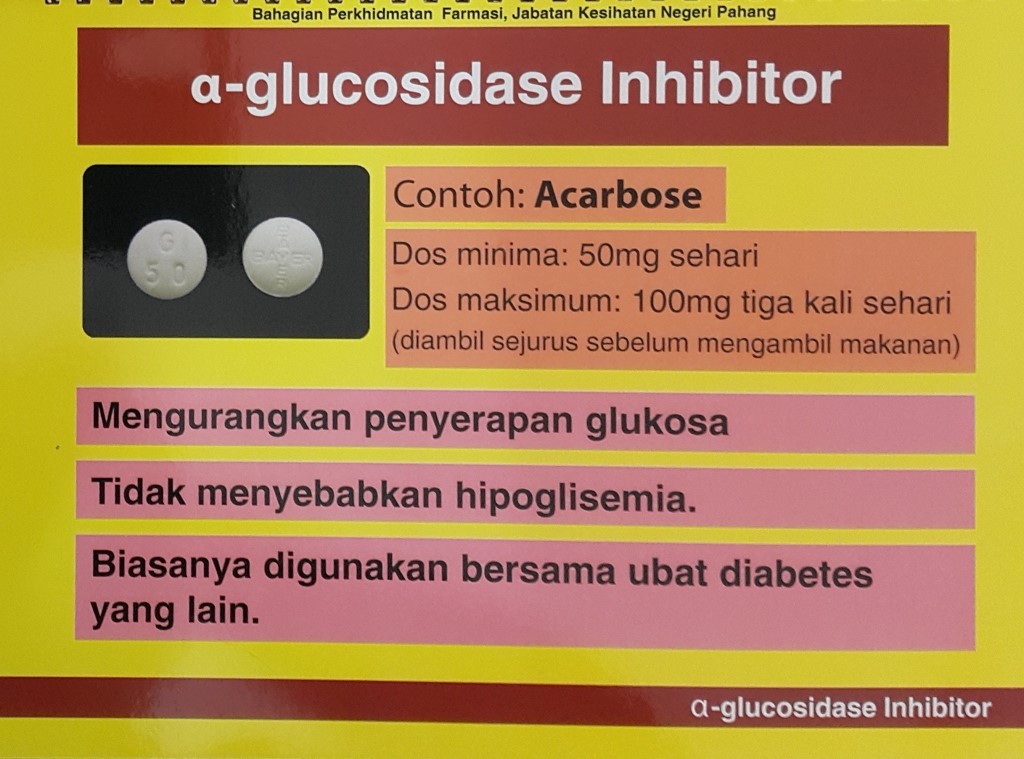 Bahagian Perkhidmatan Farmasi, Jabatan Kesihatan Negeri Pahang
α-glucosidase Inhibitor
GI
50
BAYER
BAYER
Contoh: Acarbose
Dos minima: 50mg sehari
Dos maksimum: 100mg tiga kali sehari
(diambil sejurus sebelum mengambil makanan)
Mengurangkan penyerapan glukosa
Tidak menyebabkan hipoglisemia.
Biasanya digunakan bersama ubat diabetes
yang lain.
α-glucosidase Inhibitor